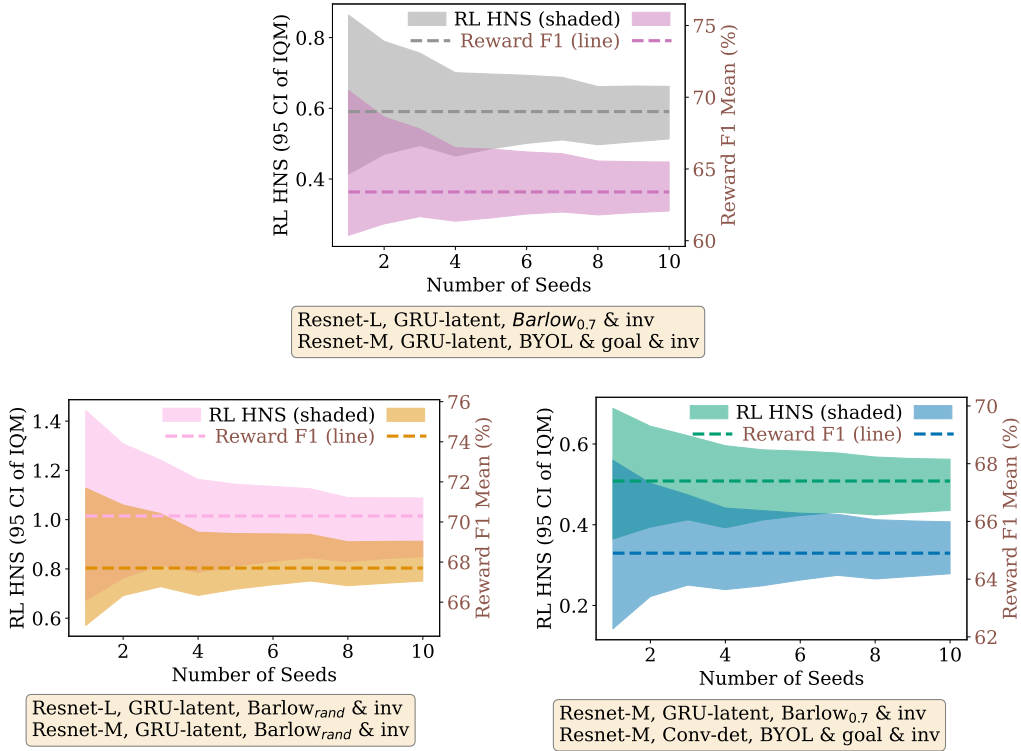 RL HNS (shaded)
Reward F1 (line)
RL HNS (95 CI of IQM)
0.8
0.6
0.4
75
70
65
60
Reward F1 Mean (%)
2 4 6 8 10
Number of Seeds
Resnet-L, GRU-latent, Barlow0.7 & inv
Resnet-M, GRU-latent, BYOL & goal & inv
RL HNS (shaded)
Reward F1 (line)
RL HNS (95 CI of IQM)
1.4
1.2
1.0
0.8
0.6
76
74
72
70
68
66
Reward F1 Mean (%)
2 4 6 8 10
Number of Seeds
Resnet-L, GRU-latent, Barlowrand & inv
Resnet-M, GRU-latent, Barlowrand & inv
RL HNS (shaded)
Reward F1 (line)
RL HNS (95 CI of IQM)
0.6
0.4
0.2
70
68
66
64
62
Reward F1 Mean (%)
2 4 6 8 10
Number of Seeds
Resnet-M, GRU-latent, Barlow0.7 & inv
Resnet-M, Conv-det, BYOL & goal & inv